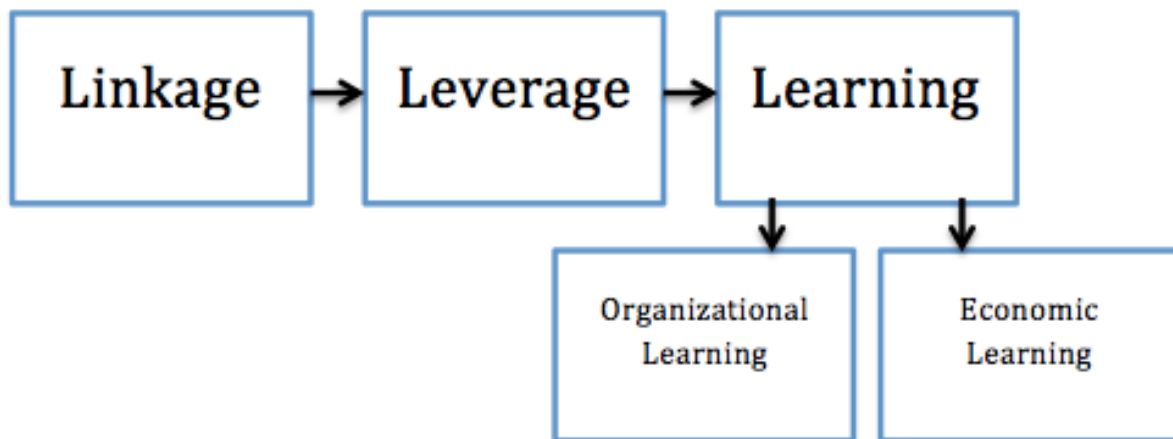 Linkage
Leverage
Learning
Organizational
Learning
Economic
Learning